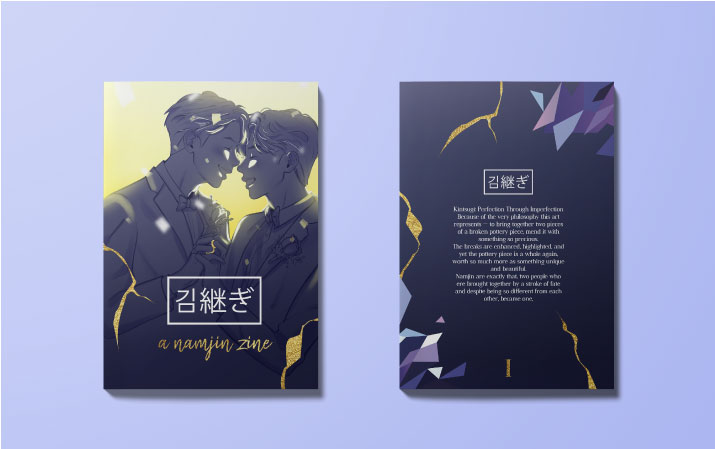 김継ぎ
a namjin zine
김継ぎ
Kintsugi: Perfection Through Imperfection
Because of the very philosophy this art
represents — to bring together two pieces
of a broken pottery piece, mend it with
something so precious.
The breaks are enhanced, highlighted, and
yet the pottery piece is a whole again,
worth so much more as something unique
and beautiful.
Namjin are exactly that, two people who
ere brought together by a stroke of fate
and despite being so different from each
other, became one.